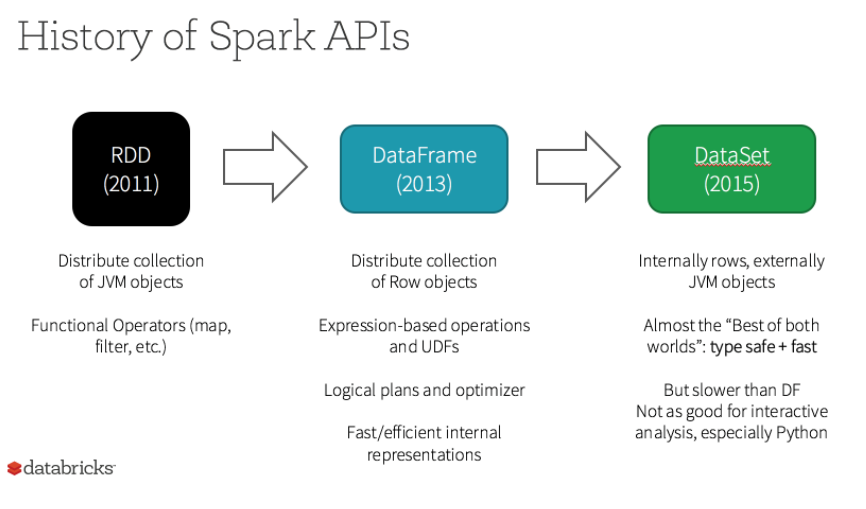 History of Spark APIs
RDD
(2011)
DataFrame
(2013)
DataSet
(2015)
Distribute collection
of JVM objects
Functional Operators (map,
filter, etc.)
Distribute collection
of Row objects
Expression-based operations
and UDFs
Logical plans and optimizer
Fast/efficient internal
representations
Internally rows, externally
JVM objects
Almost the “Best of both
worlds”: type safe + fast
But slower than DF
Not as good for interactive
analysis, especially Python
databricks